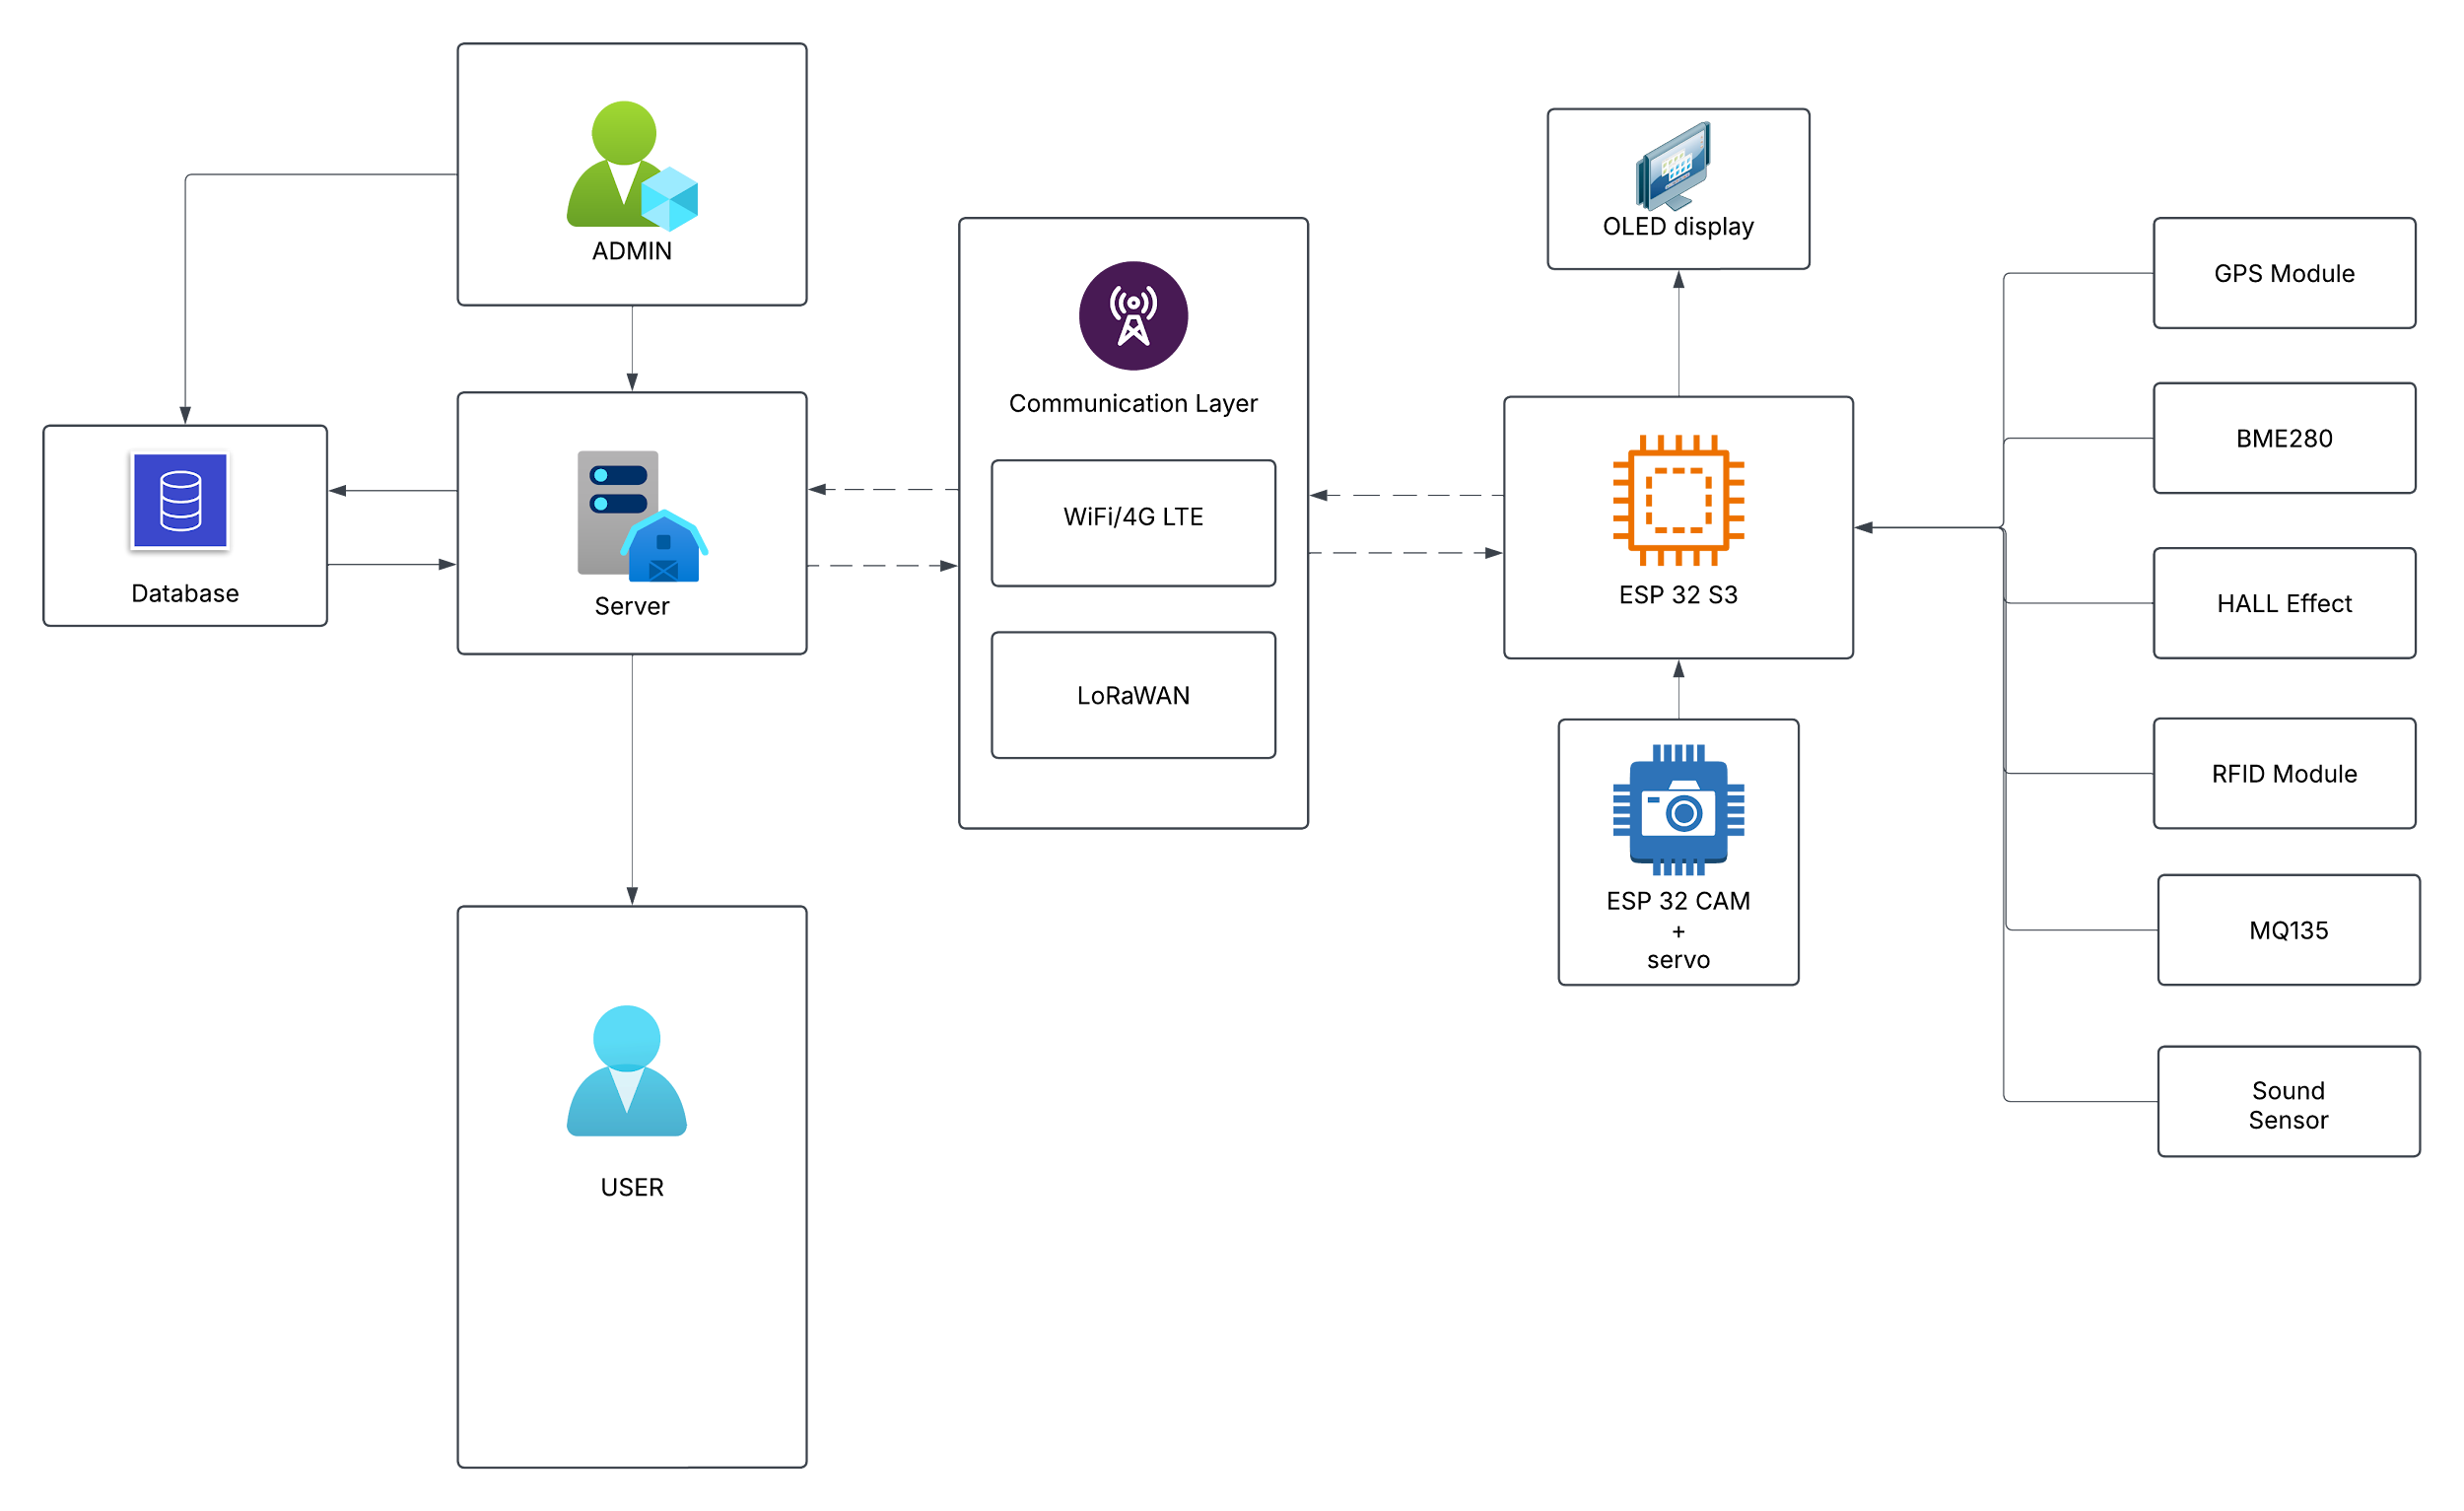 ADMIN
OLED display
GPS Module
Communication Layer
BME280
WiFi/4G LTE
Database
Server
ESP 32 S3
HALL Effect
LoRaWAN
RFID Module
ESP 32 CAM
+
servo
MQ135
Sound
Sensor
USER